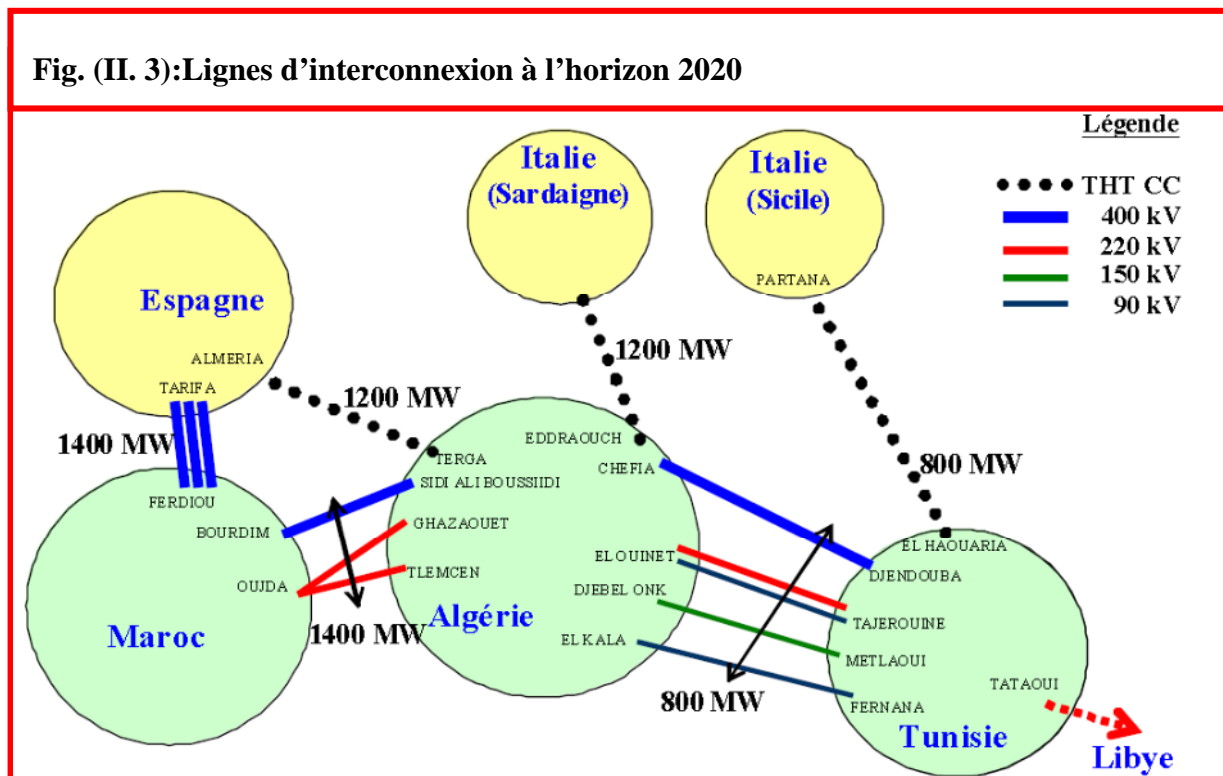 Fig. (II. 3):Lignes d'interconnexion à l'horizon 2020
Légende
THT CC
400 kV
220 kV
150 kV
90 kV
Italie
(Sardaigne)
Italie
(Sicile)
PARTANA
Espagne
ALMERIA
TARIFA
1200 MW
1200 MW
1400 MW
800 MW
EDDRAOUCH
CHEFIA
TERGA
SIDI ALI BOUSSIIDI
FERDIOU
BOURDIM
GHAZAOUET
OUJDA
TLEMCEN
ELOUINET
DJEBEL ONK
EL KALA
Algérie
Maroc
1400 MW
800 MW
EL HAOUARIA
DJENDOUBA
TAJEROUINE
METLAOUI
TATAOUI
FERNANA
Tunisie
Libye